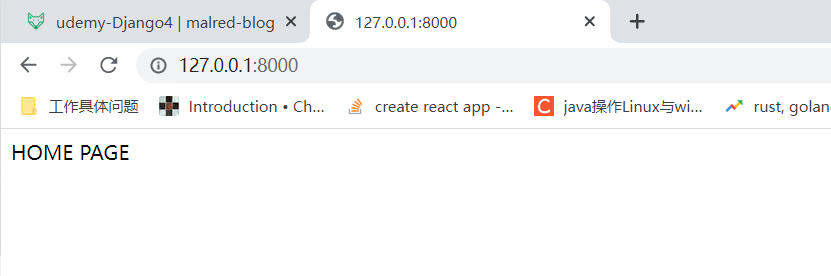 udemy-Django4 | malred-blog
127.0.0.1:8000
127.0.0.1:8000
工作具体问题 Introduction • Ch... create react app -... java操作Linux与wi... rust, golan
HOME PAGE